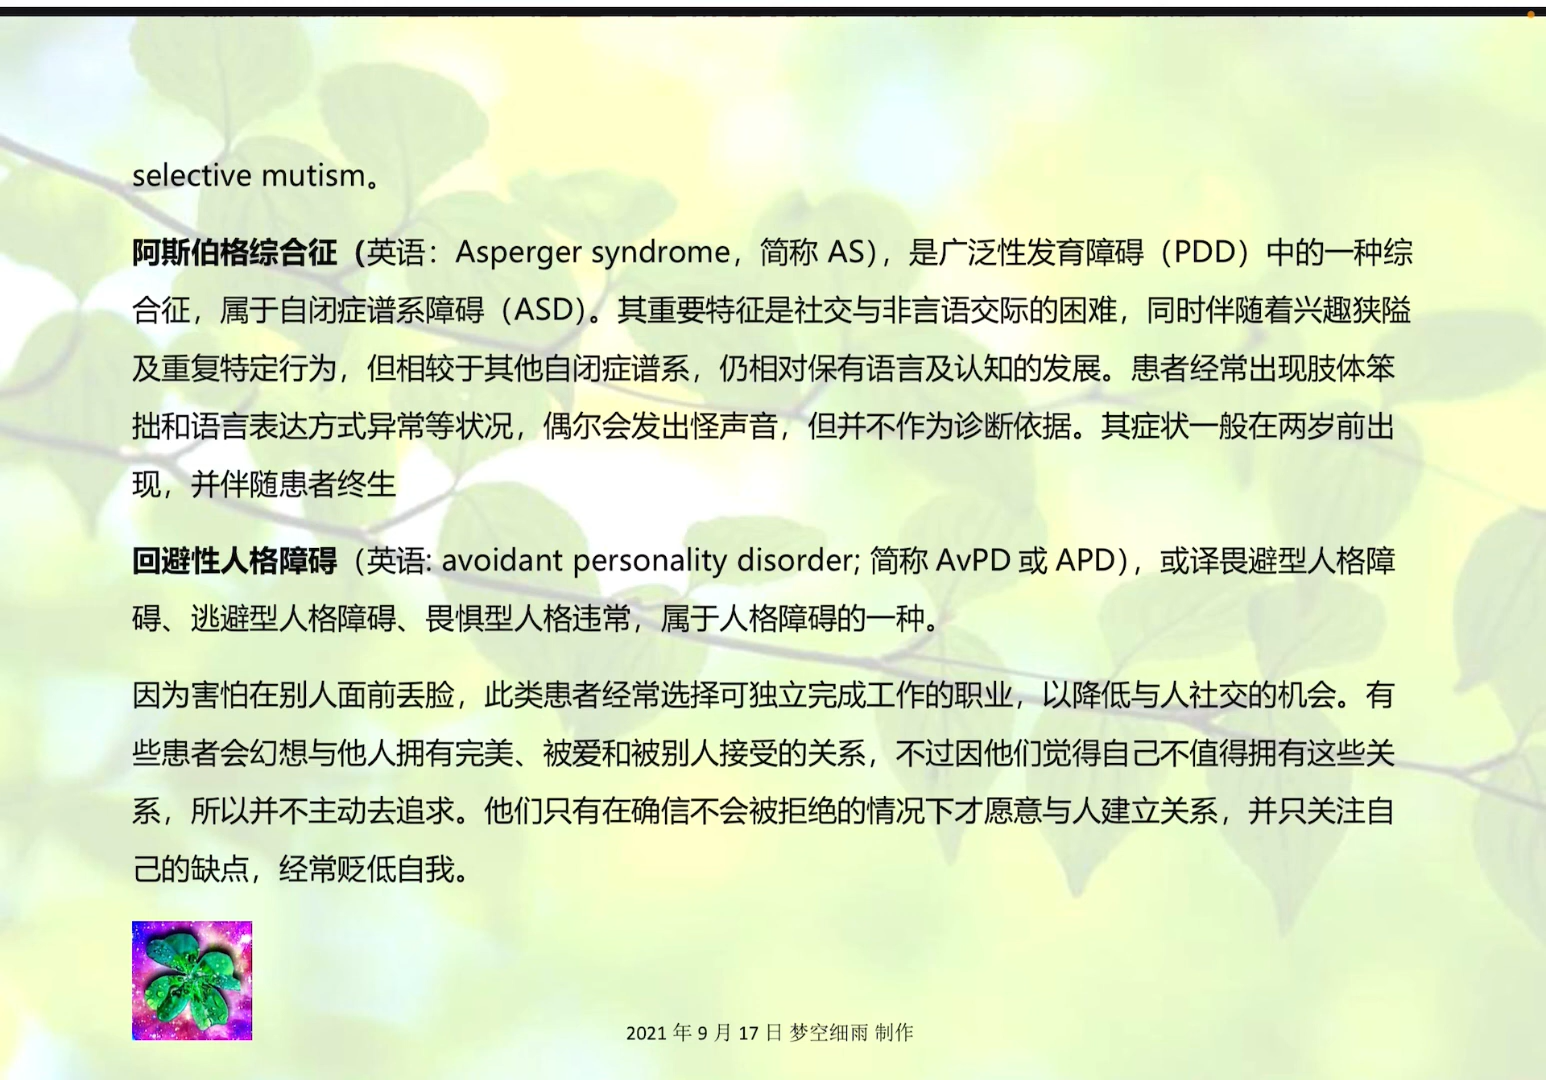 selective mutism。
阿斯伯格综合征（英语：Asperger syndrome，简称 AS），是广泛性发育障碍（PDD）中的一种综
合征，属于自闭症谱系障碍（ASD）。其重要特征是社交与非言语交际的困难，同时伴随着兴趣狭隘
及重复特定行为，但相较于其他自闭症谱系，仍相对保有语言及认知的发展。患者经常出现肢体笨
拙和语言表达方式异常等状况，偶尔会发出怪声音，但并不作为诊断依据。其症状一般在两岁前出
现，并伴随患者终生
回避性人格障碍（英语: avoidant personality disorder; 简称 AvPD 或 APD），或译畏避型人格障
碍、逃避型人格障碍、畏惧型人格违常，属于人格障碍的一种。
因为害怕在别人面前丢脸，此类患者经常选择可独立完成工作的职业，以降低与人社交的机会。有
些患者会幻想与他人拥有完美、被爱和被别人接受的关系，不过因他们觉得自己不值得拥有这些关
系，所以并不主动去追求。他们只有在确信不会被拒绝的情况下才愿意与人建立关系，并只关注自
己的缺点，经常贬低自我。
2021 年 9 月 17 日 梦空细雨 制作